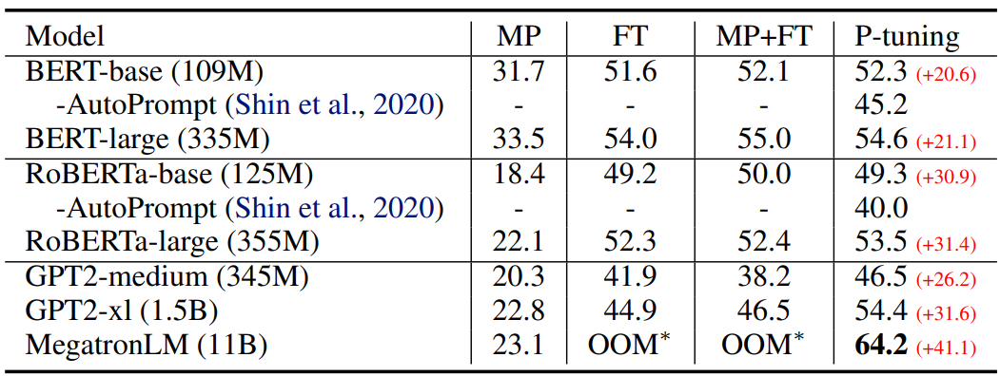 Model MP FT MP+FT P-tuning
BERT-base (109M) 31.7 51.6 52.1 52.3 (+20.6)
-AutoPrompt (Shin et al., 2020) - - - 45.2
BERT-large (335M) 33.5 54.0 55.0 54.6 (+21.1)
RoBERTa-base (125M) 18.4 49.2 50.0 49.3 (+30.9)
-AutoPrompt (Shin et al., 2020) - - - 40.0
RoBERTa-large (355M) 22.1 52.3 52.4 53.5 (+31.4)
GPT2-medium (345M) 20.3 41.9 38.2 46.5 (+26.2)
GPT2-xl (1.5B) 22.8 44.9 46.5 54.4 (+31.6)
MegatronLM (11B) 23.1 OOM* OOM* 64.2 (+41.1)